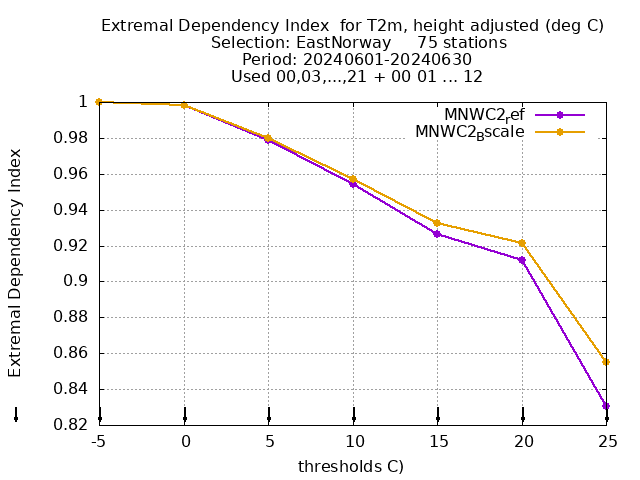 Extremal Dependency Index  for T2m, height adjusted (deg C)
Selection: EastNorway     75 stations
Period: 20240601-20240630
Used 00,03,...,21 + 00 01 ... 12
MNWC2ref
MNWC2Bscale
Extremal Dependency Index
1
0.98
0.96
0.94
0.92
0.9
0.88
0.86
0.84
0.82
-5 0 5 10 15 20 25
thresholds C)